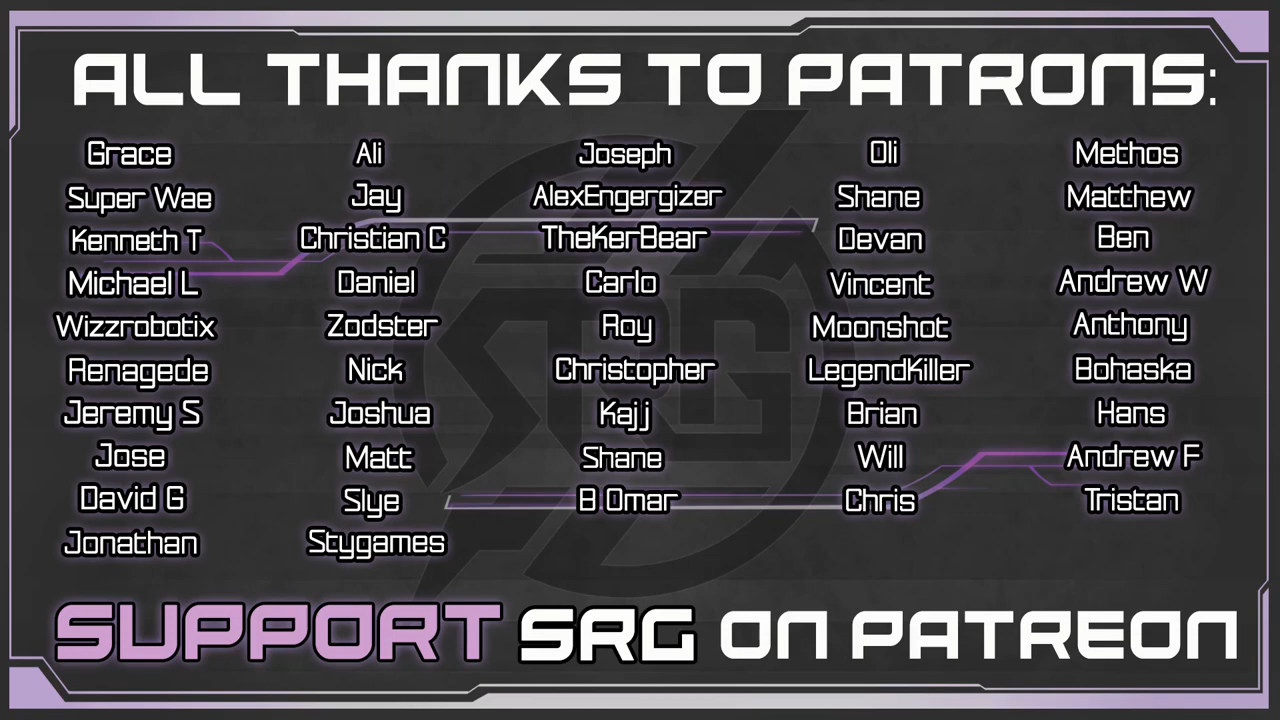 ALL THANKS TO PATRONS:
Grace
Super Wae
Kenneth T
Michael L
Wizzrobotix
Renagede
Jeremy S
Jose
David G
Jonathan
Ali
Jay
Christian C
Daniel
Zodster
Nick
Joshua
Matt
Slye
Stygames
Joseph
AlexEngergizer
TheKerBear
Carlo
Roy
Christopher
Kajj
Shane
B Omar
Oli
Shane
Devan
Vincent
Moonshot
LegendKiller
Brian
Will
Chris
Methos
Matthew
Ben
Andrew W
Anthony
Bohaska
Hans
Andrew F
Tristan
SRG
SUPPORT SRG ON PATREON